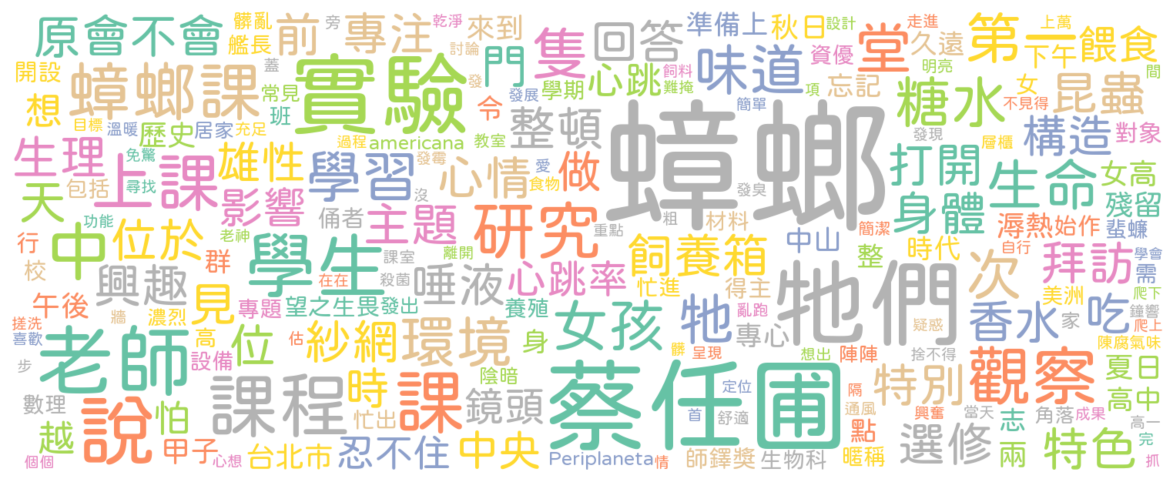 原會不會 髒亂 旁 乾淨 來到 準備上 秋日 設計 走進 上萬
艦長 前 專注 討論 門 隻 回答 味道 資優 堂 久遠 第一 下午 餵食 間
開設 蟑螂課 蓋 實驗 發 心跳 飼料 難掩 項 忘記 明亮 女 昆蟲
想 常見 班 令 學期 發展 簡單 糖水 不見得
目標 溫暖 歷史 居家 充足 過程 americana 教室 整頓 蟑螂 發現 層櫃 構造 對象
生理 免驚 雄性 學習 發霉 愛 打開 生命 女高
天 包括 尋找 上課 影響 俑者 沒 心情 食物 做 發臭 身體 殘留
功能 老神 主題 研究 重點 粗 材料 簡潔 溽熱 始作 蜚蠊
行 中 位於 群 學生 課室 離開 飼養箱 中山 整 時代 自行 拜訪 學會
校 興趣 在在 殺菌 唾液 心跳率 忙進 得主 牠們 次 美洲 需 爬下
午後 見 專題 望之生畏 發出 養殖 牠 亂跑 疑惑 香水 家 吃 鐘響
搓洗 牆 濃烈 高 估 紗網 環境 身 女孩 專心 爬上
喜歡 老師 設備 位 髒 呈現 想出 陣陣 捨不得 觀察 陳腐氣味
步 課程 時 陰暗 蔡任圃 定位 隔 特別 夏日
數理 說 怕 忙出 課 鏡頭 首 舒適 通風 興奮 當天 志 角落 成果 高中
越 甲子 點 選修 高一 完
個個 心想 台北市 忍不住 中央 Periplaneta 情 師鐸獎 生物科 暱稱 兩 特色 抓